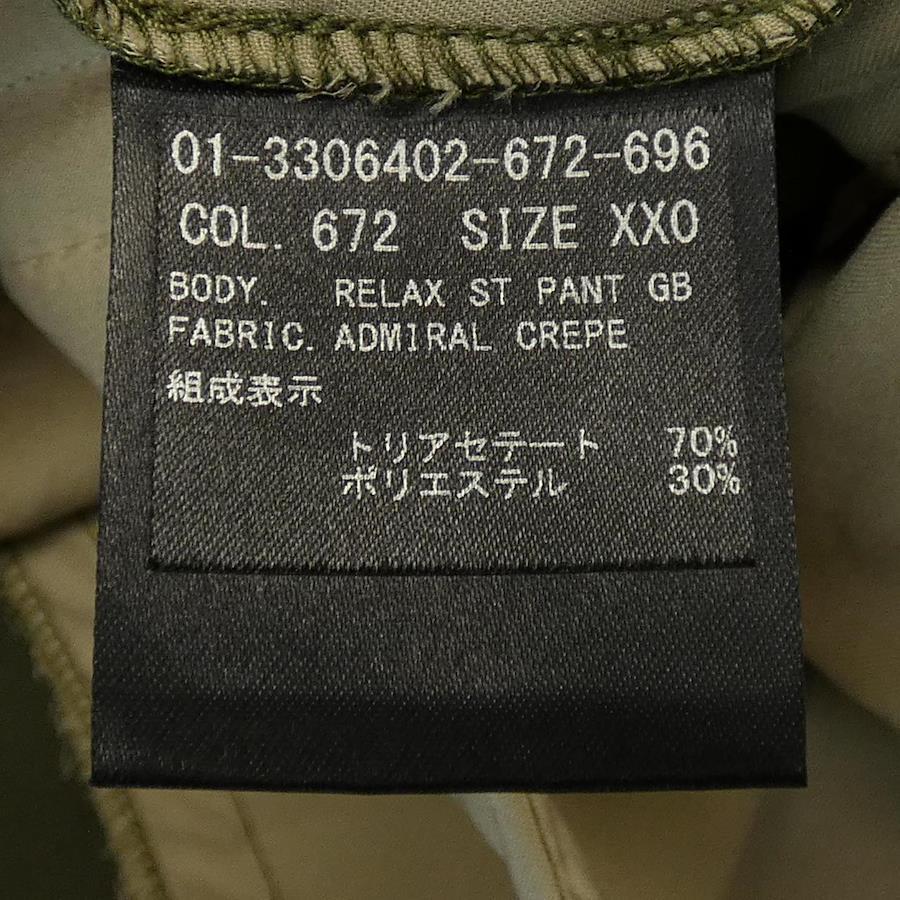 01-3306402-672-696
COL. 672 SIZE XXO
BODY. RELAX ST PANT GB
FABRIC. ADMIRAL CREPE
組成表示
トリアセテート 70%
ポリエステル 30%